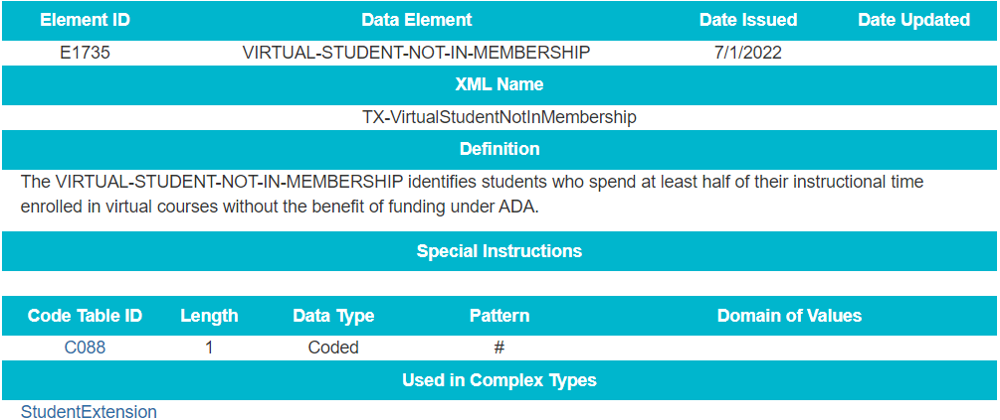 Element ID Data Element Date Issued Date Updated
E1735 VIRTUAL-STUDENT-NOT-IN-MEMBERSHIP 7/1/2022
XML Name
TX-VirtualStudentNotInMembership
Definition
The VIRTUAL-STUDENT-NOT-IN-MEMBERSHIP identifies students who spend at least half of their instructional time
enrolled in virtual courses without the benefit of funding under ADA.
Special Instructions
Code Table ID Length Data Type Pattern Domain of Values
C088 1 Coded #
Used in Complex Types
StudentExtension